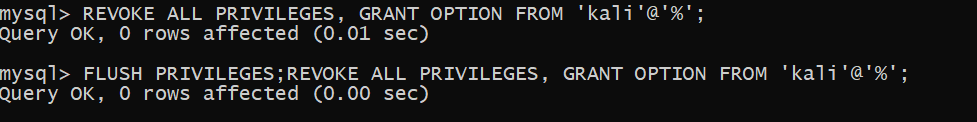 mysql> REVOKE ALL PRIVILEGES, GRANT OPTION FROM 'kali'@'%';
Query OK, 0 rows affected (0.01 sec)
mysql> FLUSH PRIVILEGES;REVOKE ALL PRIVILEGES, GRANT OPTION FROM 'kali'@'%';
Query OK, 0 rows affected (0.00 sec)